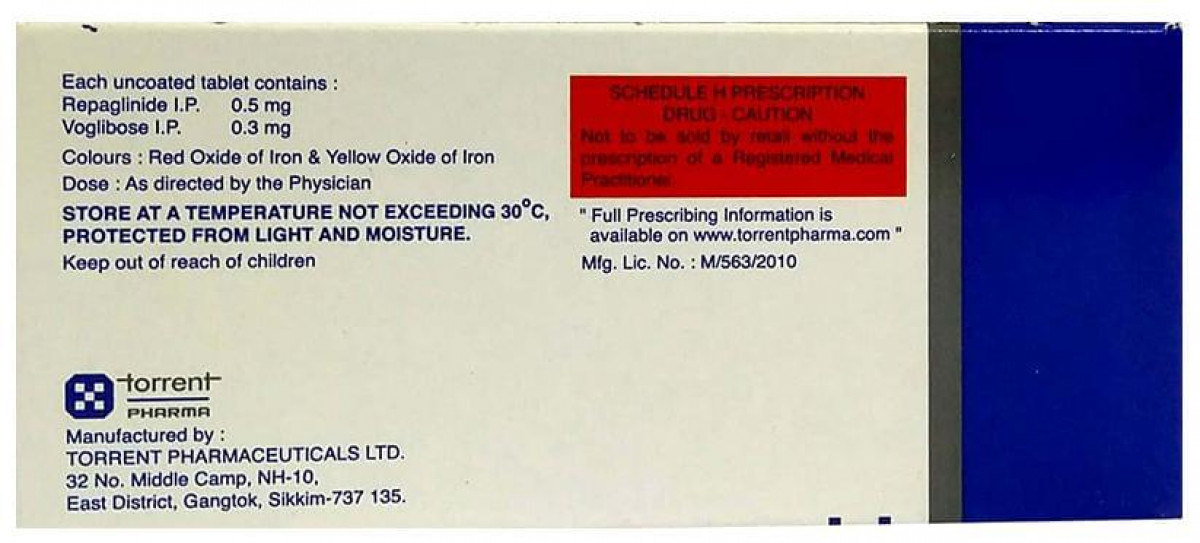 Each uncoated tablet contains :
Repaglinide I.P. 0.5 mg
Voglibose I.P. 0.3 mg
Colours : Red Oxide of Iron & Yellow Oxide of Iron
Dose : As directed by the Physician
STORE AT A TEMPERATURE NOT EXCEEDING 30°C,
PROTECTED FROM LIGHT AND MOISTURE.
Keep out of reach of children
SCHEDULE H PRESCRIPTION
DRUG - CAUTION
Not to be sold by retail without the
prescription of a Registered Medical
Practitioner.
" Full Prescribing Information is
available on www.torrentpharma.com "
Mfg. Lic. No. : M/563/2010
torrent
PHARMA
Manufactured by :
TORRENT PHARMACEUTICALS LTD.
32 No. Middle Camp, NH-10,
East District, Gangtok, Sikkim-737 135.